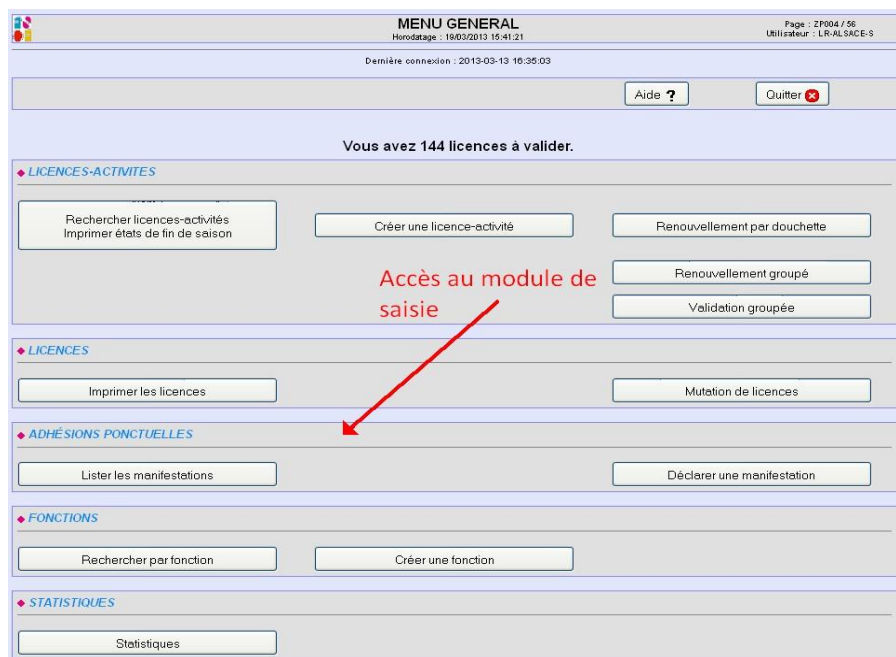 MENU GENERAL
Horodatage : 19/03/2013 15:41:21
Page : ZP004 / 56
Utilisateur : LR-ALSACE-S
Dernière connexion : 2013-03-13 16:35:03
Aide ?
Quitter
Vous avez 144 licences à valider.
LICENCES-ACTIVITES
Rechercher licences-activités
Imprimer états de fin de saison
Créer une licence-activité
Renouvellement par douchette
Renouvellement groupé
Validation groupée
Accès au module de
saisie
LICENCES
Imprimer les licences
Mutation de licences
ADHÉSIONS PONCTUELLES
Lister les manifestations
Déclarer une manifestation
FONCTIONS
Rechercher par fonction
Créer une fonction
STATISTIQUES
Statistiques